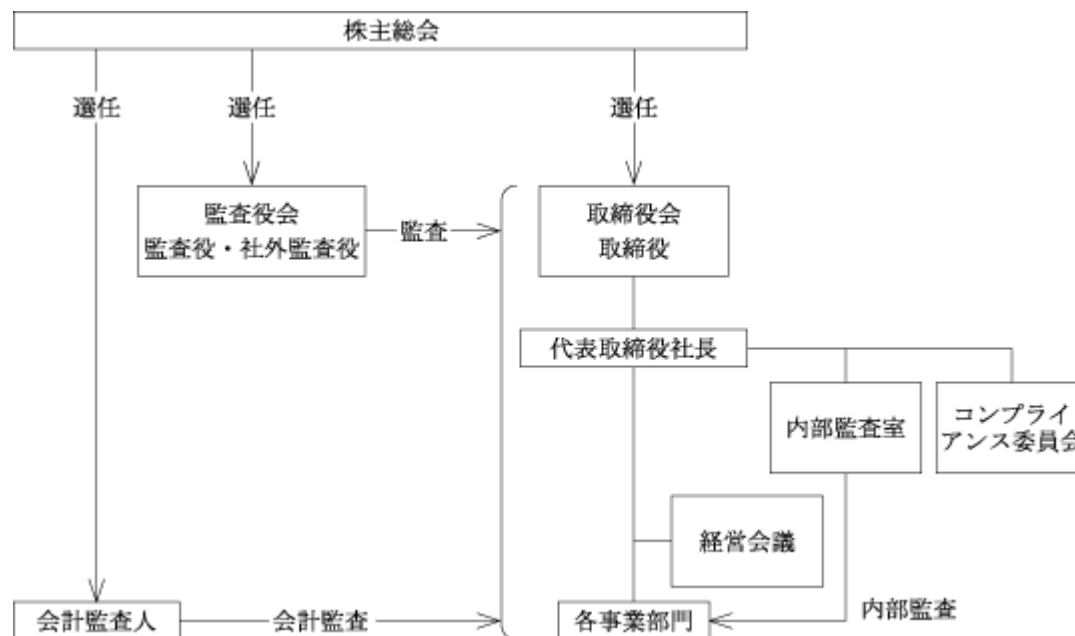 株主総会
選任
選任
選任
監査役会
監査役・社外監査役
監査
取締役会
取締役
代表取締役社長
内部監査室
コンプライ
アンス委員会
経営会議
会計監査人
会計監査
各事業部門
内部監査